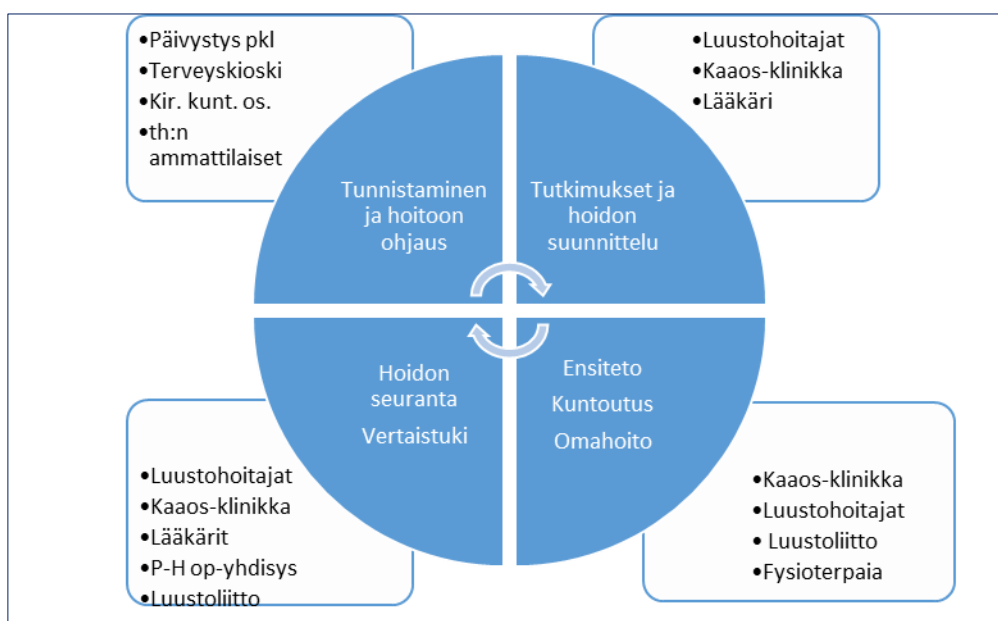 •Päivystys pkl
•Terveyskioski
•Kir. kunt. os.
•th:n
ammattilaiset
•Luustohoitajat
•Kaaos-klinikka
•Lääkäri
Tunnistaminen
ja hoitoon
ohjaus
Tutkimukset ja
hoidon
suunnittelu
Hoidon
seuranta
Vertaistuki
Ensiteto
Kuntoutus
Omahoito
•Luustohoitajat
•Kaaos-klinikka
•Lääkärit
•P-H op-yhdisys
•Luustoliitto
•Kaaos-klinikka
•Luustohoitajat
• Luustoliitto
•Fysioterpaia